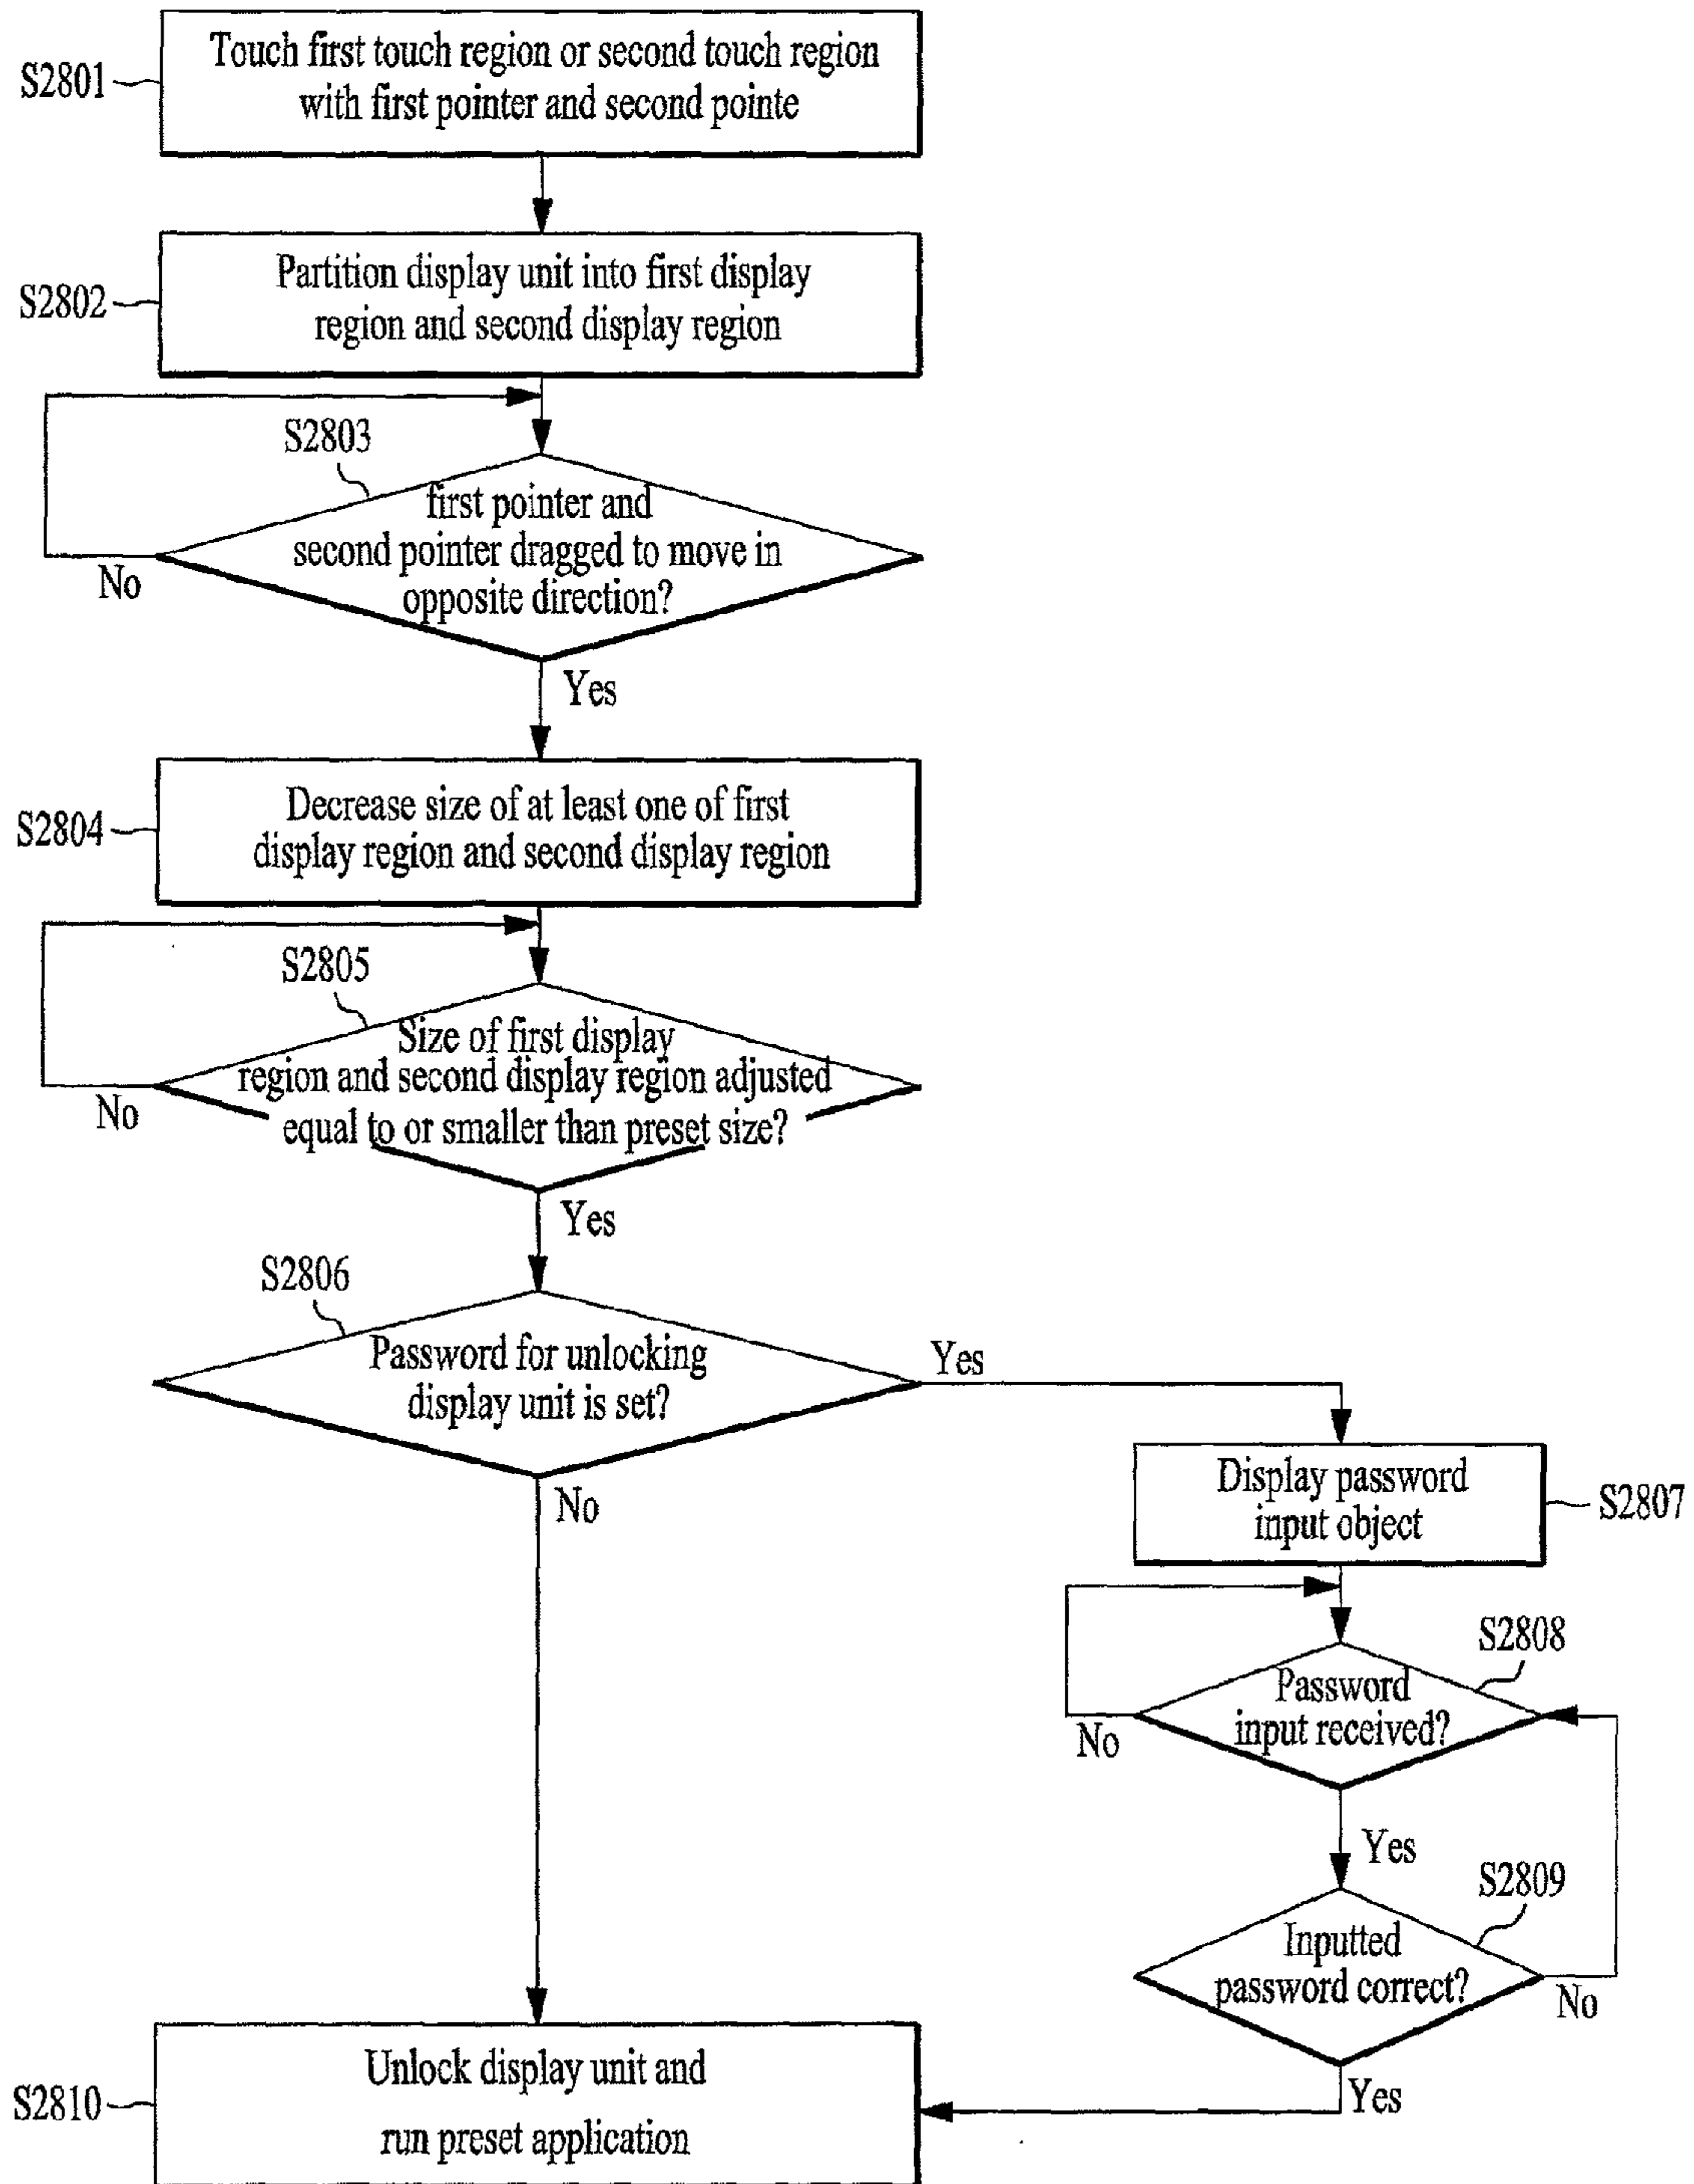 S2801
Touch first touch region or second touch region
with first pointer and second pointe
S2802
Partition display unit into first display
region and second display region
S2803
first pointer and
second pointer dragged to move in
opposite direction?
No
Yes
S2804
Decrease size of at least one of first
display region and second display region
S2805
Size of first display
region and second display region adjusted
equal to or smaller than preset size?
No
Yes
S2806
Password for unlocking
display unit is set?
Yes
No
Display password
input object
S2807
S2808
Password
input received?
No
Yes
S2809
Inputted
password correct?
No
Yes
S2810
Unlock display unit and
run preset application